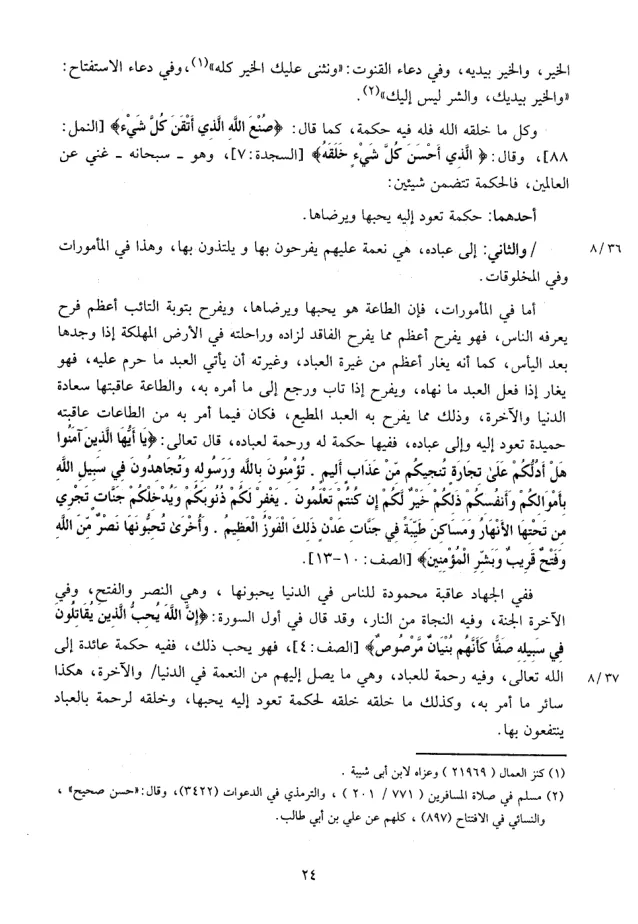 الخير، والخير بيديه، وفي دعاء القنوت: «ونثنى عليك الخير كله»(١)،وفي دعاء الاستفتاح:
«والخير بيديك، والشر ليس إليك»(٢).
وكل ما خلقه الله فله فيه حكمة، كما قال: ﴿صُنْعَ اللَّهِ الَّذِي أَتْقَنَ كُلَّ شَيْءٍ﴾ [النمل:
٨٨]، وقال: ﴿ الَّذِي أَحْسَنَ كُلَّ شَيْءٍ خَلَقَهُ﴾ [السجدة:٧]، وهو ـ سبحانه ـ غني عن
العالمين، فالحكمة تتضمن شيئين:
أحدهما: حكمة تعود إليه يحبها ويرضاها.
٨/٣٦ / والثاني: إلى عباده، هي نعمة عليهم يفرحون بها و يلتذون بها، وهذا في المأمورات
وفي المخلوقات.
أما في المأمورات، فإن الطاعة هو يحبها ويرضاها، ويفرح بتوبة التائب أعظم فرح
يعرفه الناس، فهو يفرح أعظم مما يفرح الفاقد لزاده وراحلته في الأرض المهلكة إذا وجدها
بعد اليأس، كما أنه يغار أعظم من غيرة العباد، وغيرته أن يأتي العبد ما حرم عليه، فهو
يغار إذا فعل العبد ما نهاه، ويفرح إذا تاب ورجع إلى ما أمره به، والطاعة عاقبتها سعادة
الدنيا والآخرة، وذلك مما يفرح به العبد المطيع، فكان فيما أمر به من الطاعات عاقبته
حميدة تعود إليه وإلى عباده، ففيها حكمة له ورحمة لعباده، قال تعالى: ﴿يَا أَيُّهَا الَّذِينَ آمَنُوا
هَلْ أَدُلُّكُمْ عَلَىٰ تِجَارَةٍ تُنجِيكُم مِّنْ عَذَابٍ أَلِيمٍ . تُؤْمِنُونَ بِاللَّهِ وَرَسُولِهِ وَتُجَاهِدُونَ فِي سَبِيلِ اللَّهِ
بِأَمْوَالِكُمْ وَأَنفُسِكُمْ ذَلِكُمْ خَيْرٌ لَّكُمْ إِن كُنتُمْ تَعْلَمُونَ . يَغْفِرْ لَكُمْ ذُنُوبَكُمْ وَيُدْخِلْكُمْ جَنَّاتٍ تَجْرِي
مِن تَحْتِهَا الأَنْهَارُ وَمَسَاكِنَ طَيِّبَةً فِي جَنَّاتِ عَدْنٍ ذَلِكَ الْفَوْزُ الْعَظِيمُ . وَأُخْرَىٰ تُحِبُّونَهَا نَصْرٌ مِّنَ اللَّهِ
وَفَتْحٌ قَرِيبٌ وَبَشِّرِ الْمُؤْمِنِينَ﴾ [الصف: ١٠-١٣].
ففي الجهاد عاقبة محمودة للناس في الدنيا يحبونها ، وهي النصر والفتح، وفي
الآخرة الجنة، وفيه النجاة من النار، وقد قال في أول السورة: ﴿إِنَّ اللَّهَ يُحِبُّ الَّذِينَ يُقَاتِلُونَ
فِي سَبِيلِهِ صَفًّا كَأَنَّهُم بُنْيَانٌ مَّرْصُوصٌ﴾ [الصف:٤]، فهو يحب ذلك، ففيه حكمة عائدة إلى
٨/٣٧ الله تعالى، وفيه رحمة للعباد، وهي ما يصل إليهم من النعمة في الدنيا/ والآخرة، هكذا
سائر ما أمر به، وكذلك ما خلقه خلقه لحكمة تعود إليه يحبها، وخلقه لرحمة بالعباد
ينتفعون بها.
(١) كنز العمال ( ٢١٩٦٩ ) وعزاه لابن أبى شيبة .
(٢) مسلم في صلاة المسافرين ( ٧٧١ / ٢٠١ ) ، والترمذي في الدعوات (٣٤٢٢)، وقال:«حسن صحيح» ،
والنسائي في الافتتاح (٨٩٧) ، كلهم عن علي بن أبي طالب.
٢٤